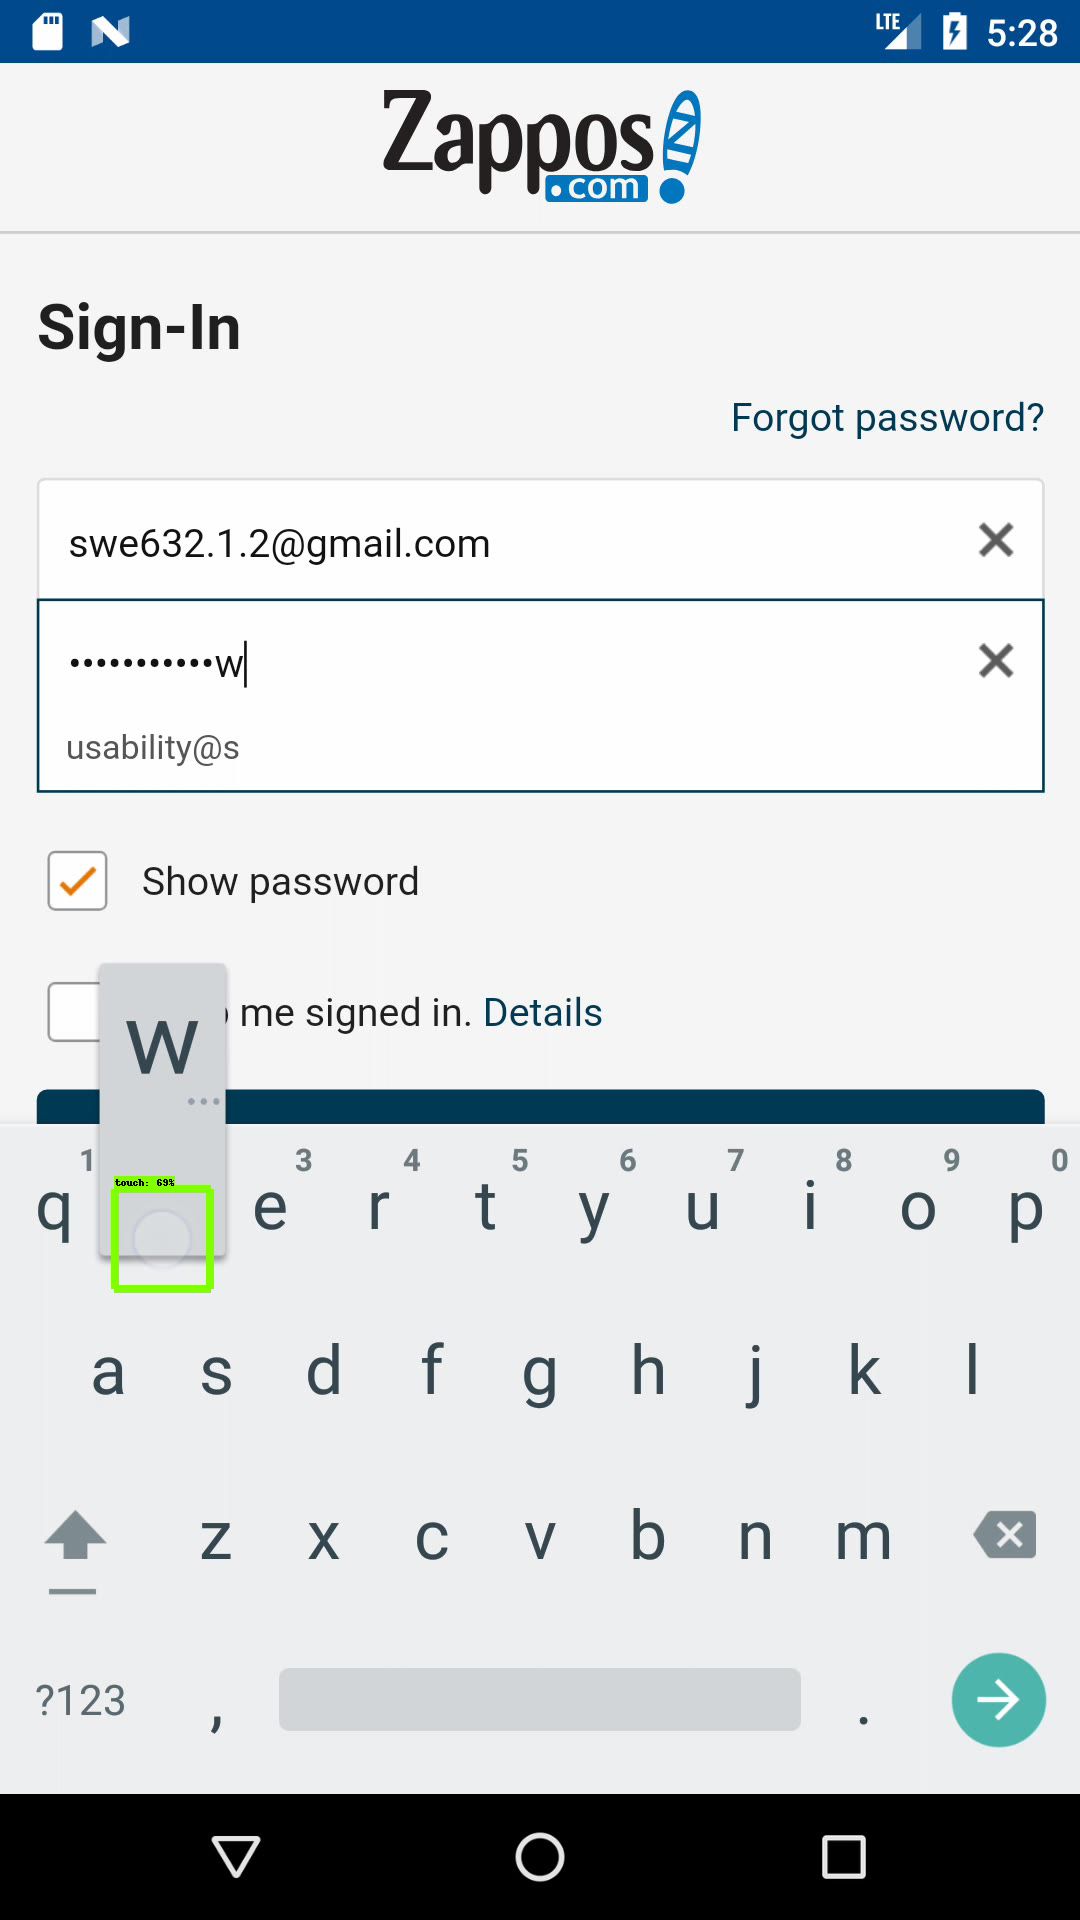 LTE 5:28
Zappos
.com
Sign-In
Forgot password?
swe632.1.2@gmail.com
•••••••••••w
usability@s
Show password
me signed in. Details
w
...
1 3 4 5 6 7 8 9 0
touch: 69%
q e r t y u i o p
a s d f g h j k l
z x c v b n m
?123 , .